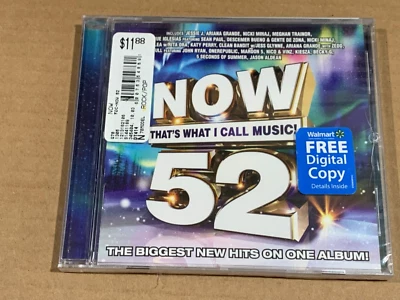 $11.88
ROCK/POP
INCLUDES JESSIE J, ARIANA GRANDE, NICKI MINAJ, MEGHAN TRAINOR,
IGLESIAS FEATURING SEAN PAUL, DESCEMER BUENO & GENTE DE ZONA, NICKI MINAJ,
RITA ORA, KATY PERRY, CLEAN BANDIT JESS GLYNNE, ARIANA GRANDE ZEDD,
FEATURING JOHN RYAN, ONEREPUBLIC, MAROON 5, NICO & VINZ, KIESZA, BECKY G,
5 SECONDS OF SUMMER, JASON ALDEAN
NOW
THAT'S WHAT I CALL MUSIC!
52
Walmart
FREE
Digital
Copy
Details Inside
THE BIGGEST NEW HITS ON ONE ALBUM!